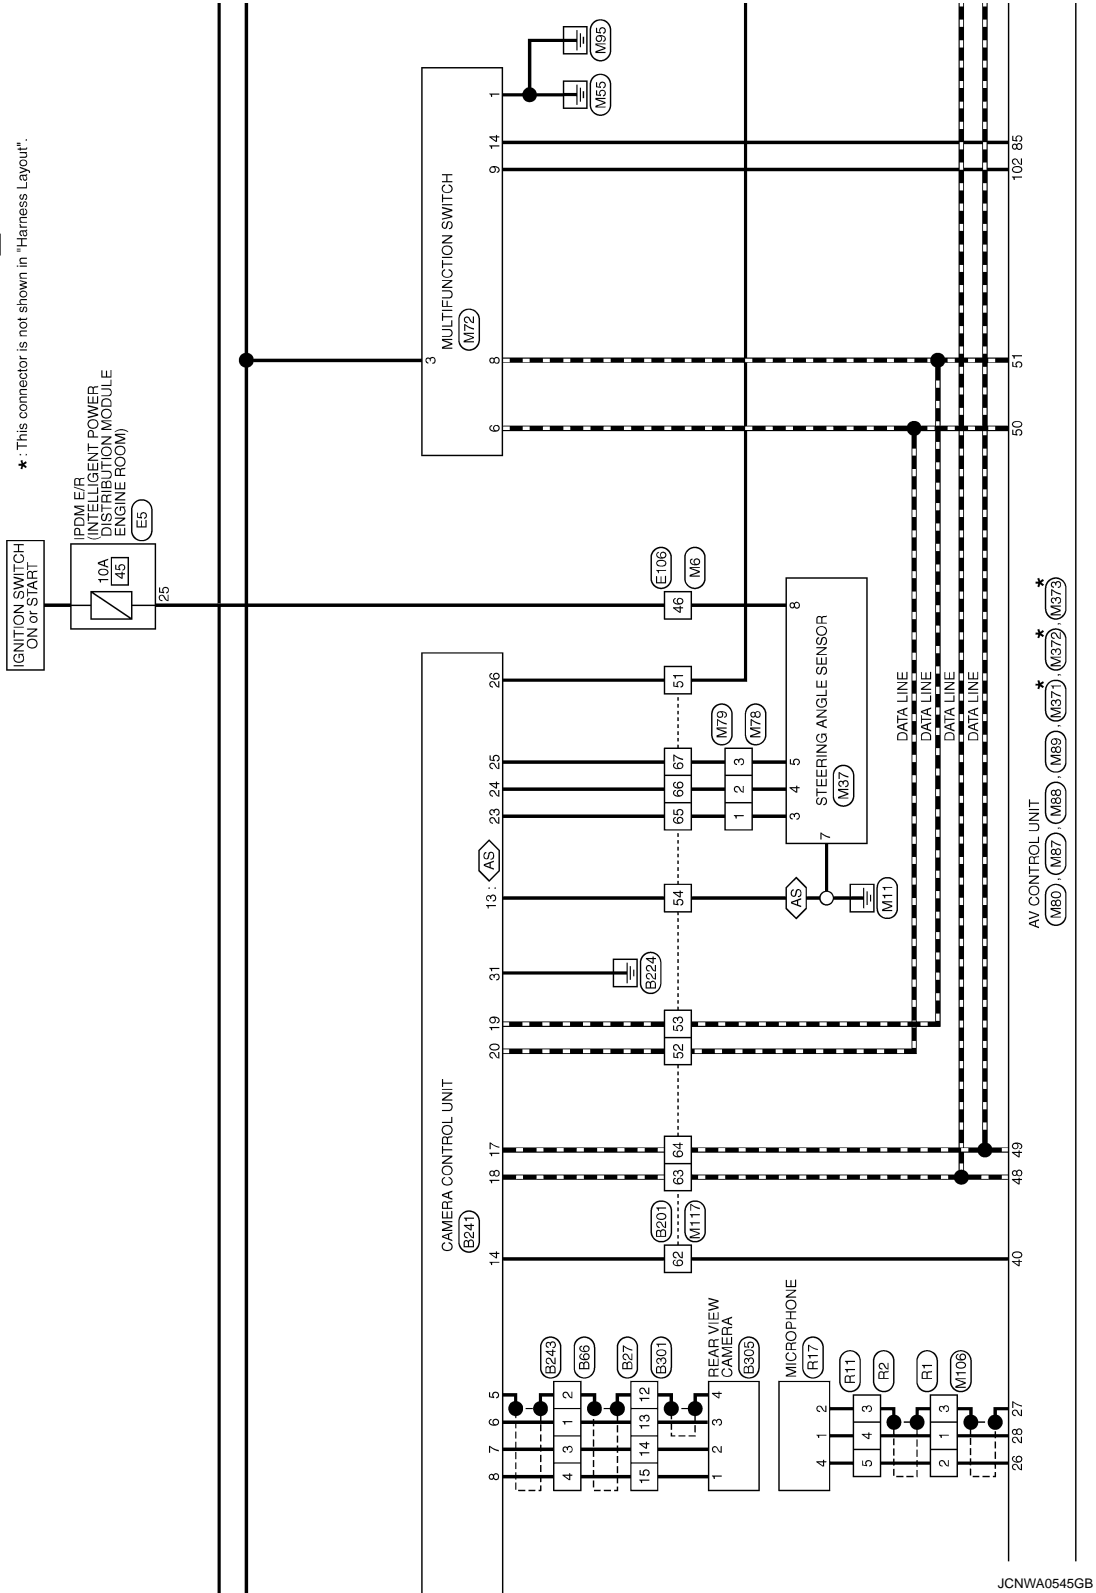 * : This connector is not shown in "Harness Layout".
IGNITION SWITCH
ON or START
IPDM E/R
(INTELLIGENT POWER
DISTRIBUTION MODULE
ENGINE ROOM)
E5
10A
45
25
M95
M55
1
14
9
MULTIFUNCTION SWITCH
M72
3
8
6
85
102
51
50
E106
M6
46
8
STEERING ANGLE SENSOR
M37
5
4
3
7
M79
M78
3
2
1
26
25
24
23
13 : AS
31
19
20
17
18
14
CAMERA CONTROL UNIT
B241
51
67
66
65
54
53
52
64
63
62
B201
M117
AS
M11
B224
DATA LINE
DATA LINE
DATA LINE
DATA LINE
49
48
40
AV CONTROL UNIT
M80 , M87 , M88 , M89 , M371 * , M372 * , M373 *
5
6
7
8
B243
B66
2
1
3
4
B27
B301
12
13
14
15
REAR VIEW
CAMERA
B305
4
3
2
1
MICROPHONE
R17
2
1
4
R11
R2
3
4
5
R1
M106
3
1
2
27
28
26
JCNWA0545GB